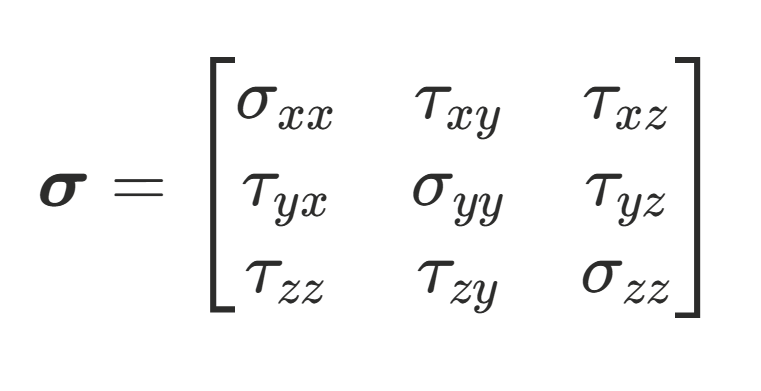 σ = [ σxx τxy τxz
τyx σyy τyz
τzz τzy σzz ]